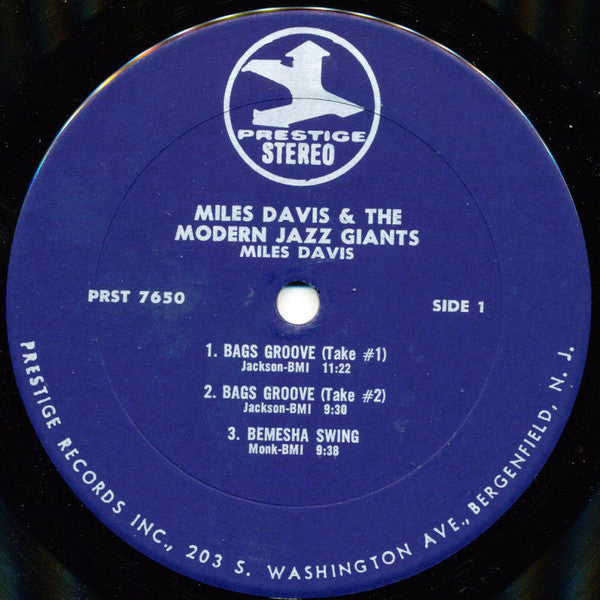 PRESTIGE
STEREO
MILES DAVIS & THE
MODERN JAZZ GIANTS
MILES DAVIS
PRST 7650
SIDE 1
1. BAGS GROOVE (Take #1)
Jackson-BMI 11:22
2. BAGS GROOVE (Take #2)
Jackson-BMI 9:30
3. BEMESHA SWING
Monk-BMI 9:38
PRESTIGE RECORDS INC., 203 S. WASHINGTON AVE., BERGENFIELD, N. J.